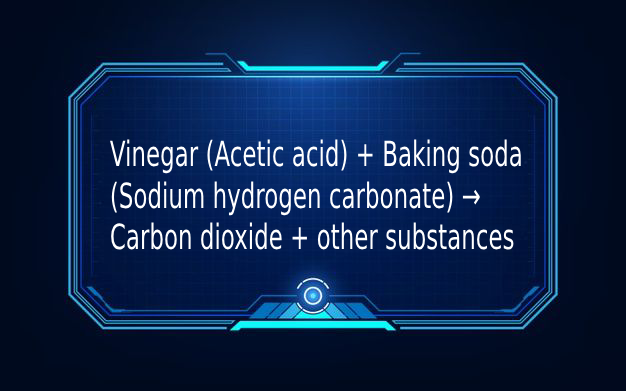 Vinegar (Acetic acid) + Baking soda
(Sodium hydrogen carbonate) →
Carbon dioxide + other substances